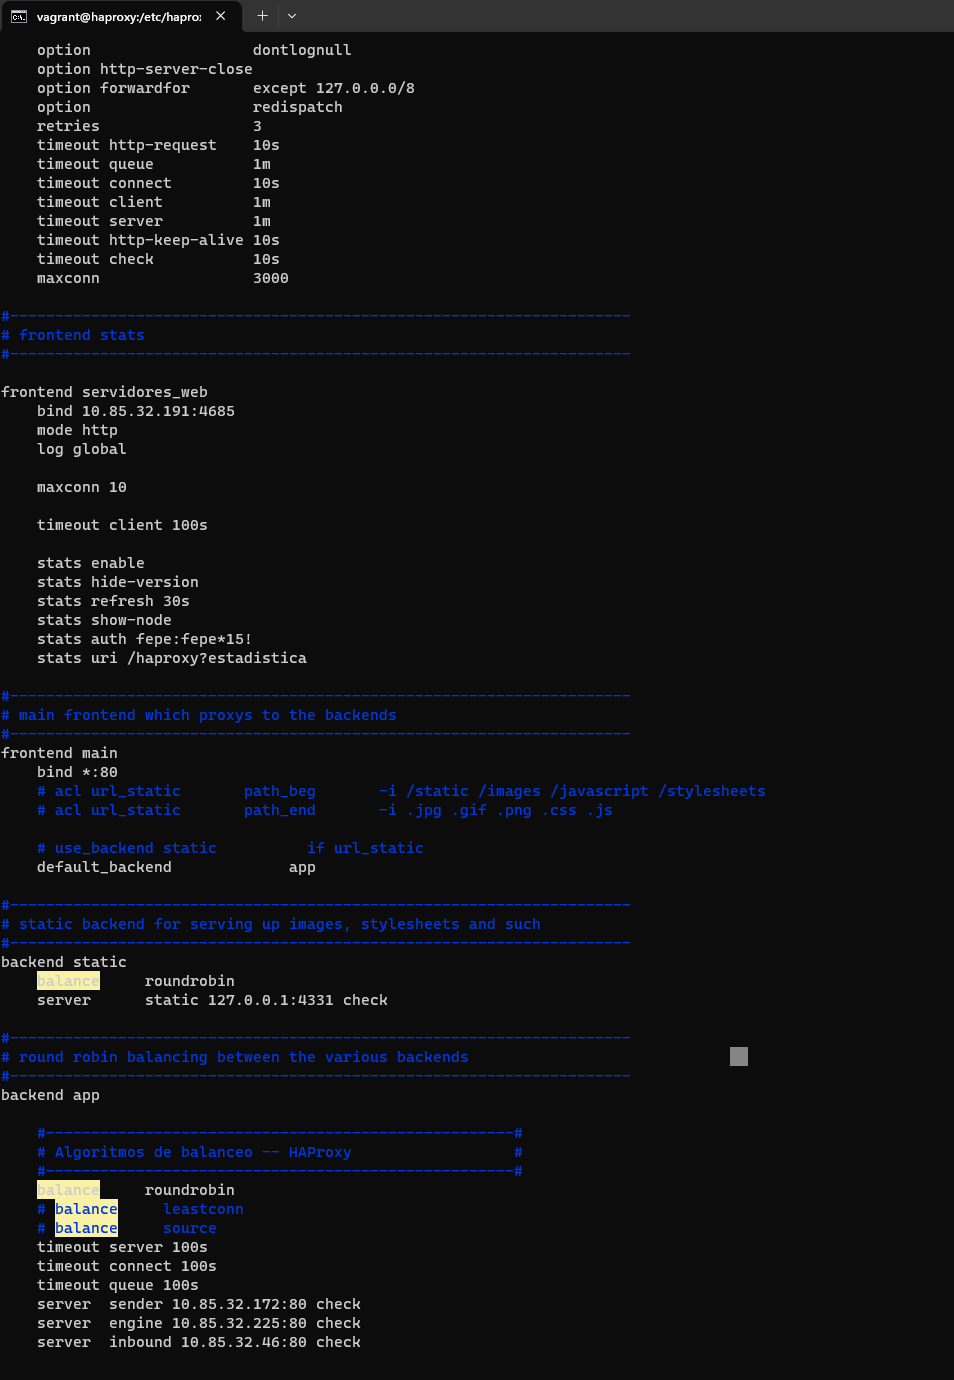 vagrant@haproxy:/etc/haprox
option dontlognull
option http-server-close
option forwardfor except 127.0.0.0/8
option redispatch
retries 3
timeout http-request 10s
timeout queue 1m
timeout connect 10s
timeout client 1m
timeout server 1m
timeout http-keep-alive 10s
timeout check 10s
maxconn 3000
#---------------------------------------------------------------------
# frontend stats
#---------------------------------------------------------------------
frontend servidores_web
bind 10.85.32.191:4685
mode http
log global
maxconn 10
timeout client 100s
stats enable
stats hide-version
stats refresh 30s
stats show-node
stats auth fepe:fepe*15!
stats uri /haproxy?estadistica
#---------------------------------------------------------------------
# main frontend which proxys to the backends
#---------------------------------------------------------------------
frontend main
bind *:80
# acl url_static path_beg -i /static /images /javascript /stylesheets
# acl url_static path_end -i .jpg .gif .png .css .js
# use_backend static if url_static
default_backend app
#---------------------------------------------------------------------
# static backend for serving up images, stylesheets and such
#---------------------------------------------------------------------
backend static
balance roundrobin
server static 127.0.0.1:4331 check
#---------------------------------------------------------------------
# round robin balancing between the various backends
#---------------------------------------------------------------------
backend app
#----------------------------------------------------#
# Algoritmos de balanceo -- HAProxy #
#----------------------------------------------------#
balance roundrobin
# balance leastconn
# balance source
timeout server 100s
timeout connect 100s
timeout queue 100s
server sender 10.85.32.172:80 check
server engine 10.85.32.225:80 check
server inbound 10.85.32.46:80 check